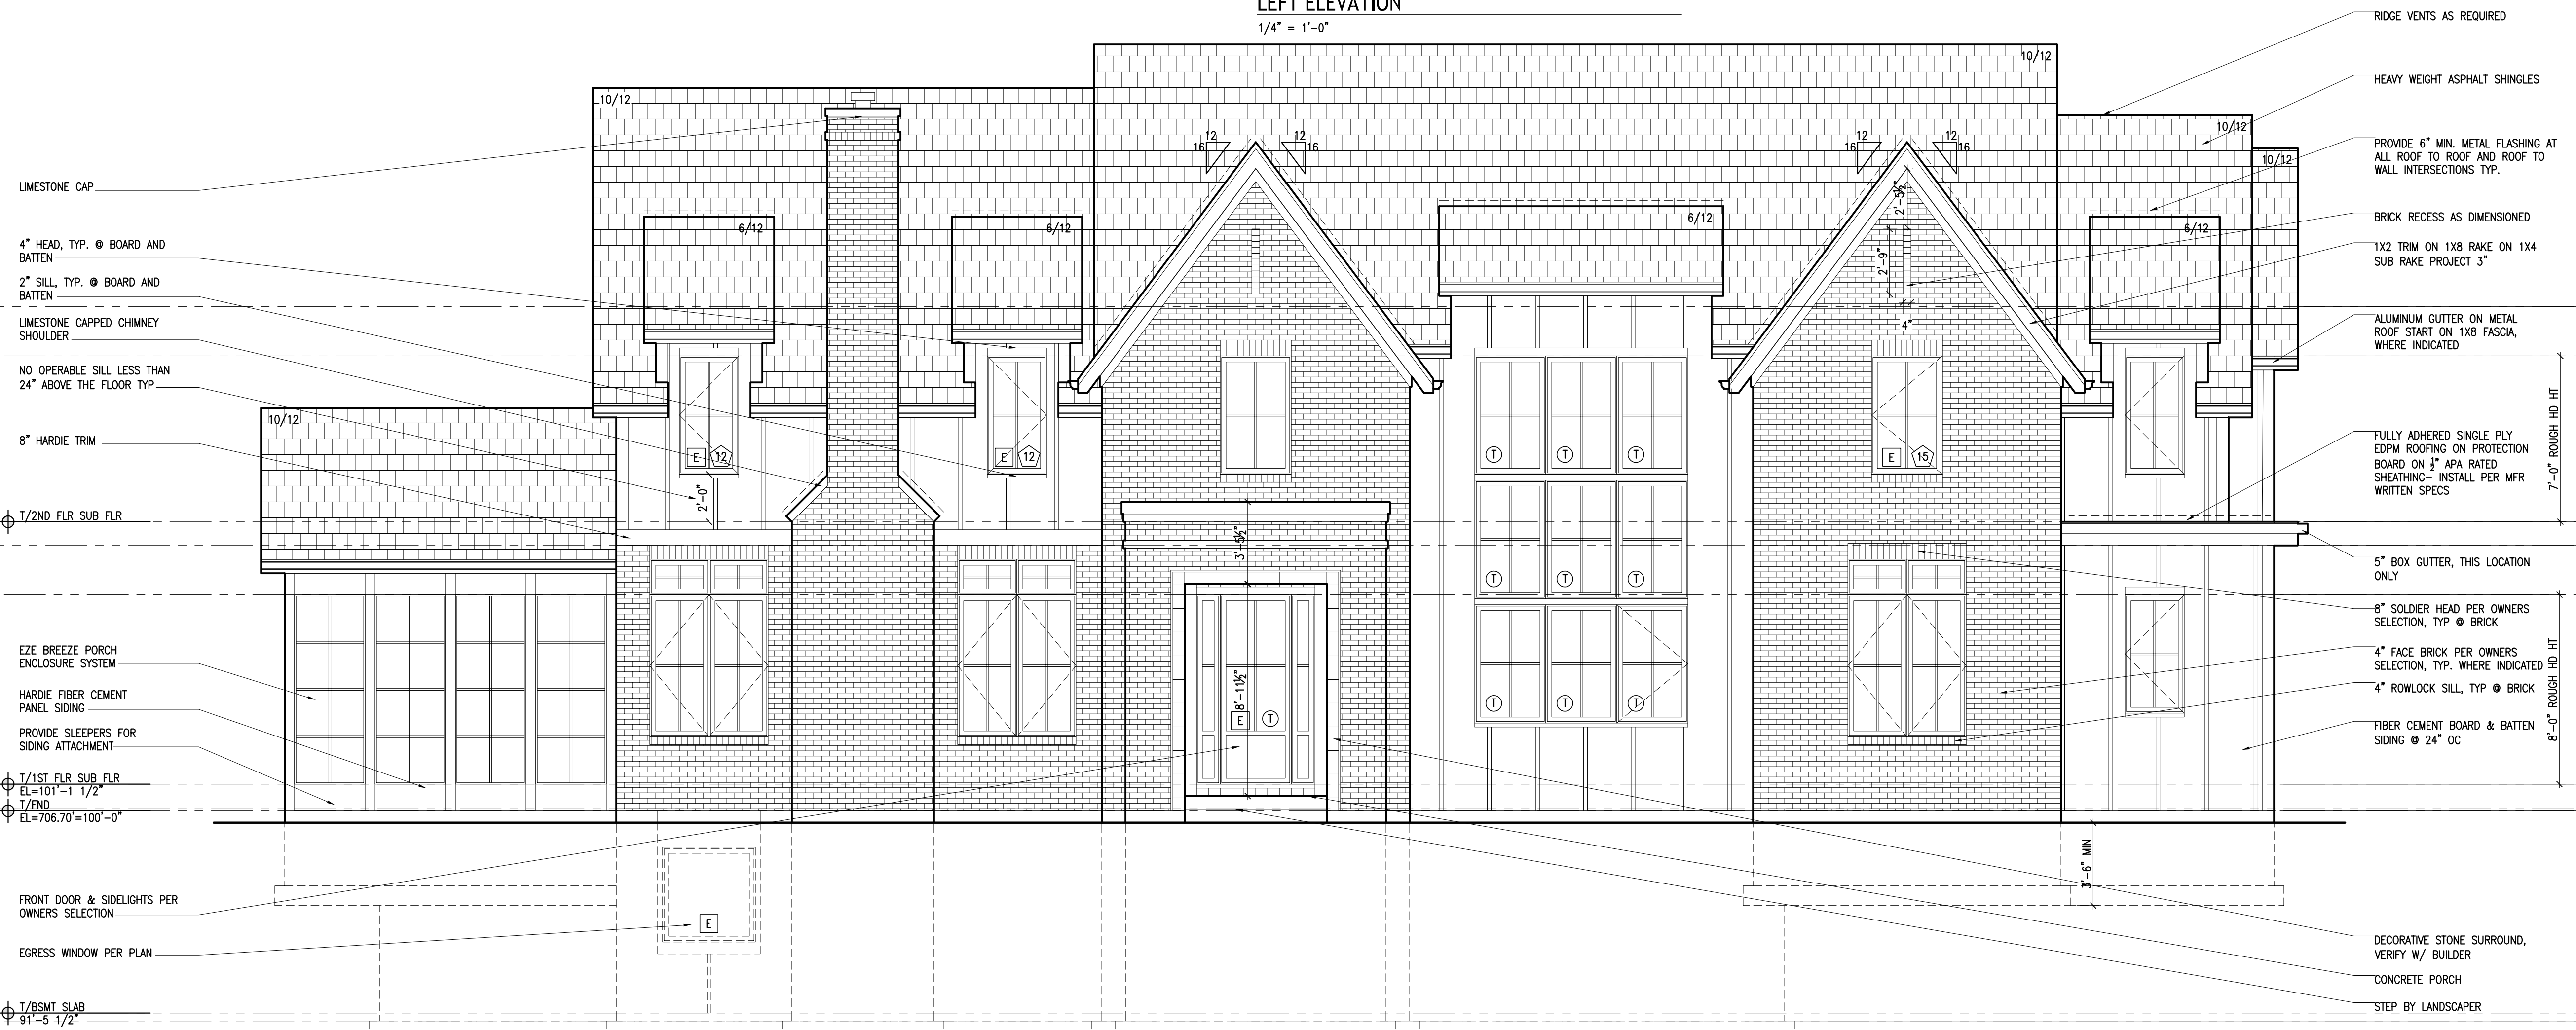 LEFT ELEVATION
1/4" = 1'-0"
LIMESTONE CAP
4" HEAD, TYP. @ BOARD AND
BATTEN
2" SILL, TYP. @ BOARD AND
BATTEN
LIMESTONE CAPPED CHIMNEY
SHOULDER
NO OPERABLE SILL LESS THAN
24" ABOVE THE FLOOR TYP
8" HARDIE TRIM
T/2ND FLR SUB FLR
EZE BREEZE PORCH
ENCLOSURE SYSTEM
HARDIE FIBER CEMENT
PANEL SIDING
PROVIDE SLEEPERS FOR
SIDING ATTACHMENT
T/1ST FLR SUB FLR
EL=101'-1 1/2"
T/FND
EL=706.70'=100'-0"
FRONT DOOR & SIDELIGHTS PER
OWNERS SELECTION
EGRESS WINDOW PER PLAN
T/BSMT SLAB
91'-5 1/2"
10/12
10/12
6/12
6/12
E
12
E
12
2'-0"
E
12
16
12
16
10/12
6/12
3'-5½"
8'-11½"
E
T
T
T
T
T
T
T
T
T
T
12
16
12
16
2'-5½"
2'-9"
4"
E
15
10/12
10/12
6/12
3'-6" MIN
7'-0" ROUGH HD HT
8'-0" ROUGH HD HT
RIDGE VENTS AS REQUIRED
HEAVY WEIGHT ASPHALT SHINGLES
PROVIDE 6" MIN. METAL FLASHING AT
ALL ROOF TO ROOF AND ROOF TO
WALL INTERSECTIONS TYP.
BRICK RECESS AS DIMENSIONED
1X2 TRIM ON 1X8 RAKE ON 1X4
SUB RAKE PROJECT 3"
ALUMINUM GUTTER ON METAL
ROOF START ON 1X8 FASCIA,
WHERE INDICATED
FULLY ADHERED SINGLE PLY
EDPM ROOFING ON PROTECTION
BOARD ON ½" APA RATED
SHEATHING– INSTALL PER MFR
WRITTEN SPECS
5" BOX GUTTER, THIS LOCATION
ONLY
8" SOLDIER HEAD PER OWNERS
SELECTION, TYP @ BRICK
4" FACE BRICK PER OWNERS
SELECTION, TYP. WHERE INDICATED
4" ROWLOCK SILL, TYP @ BRICK
FIBER CEMENT BOARD & BATTEN
SIDING @ 24" OC
DECORATIVE STONE SURROUND,
VERIFY W/ BUILDER
CONCRETE PORCH
STEP BY LANDSCAPER